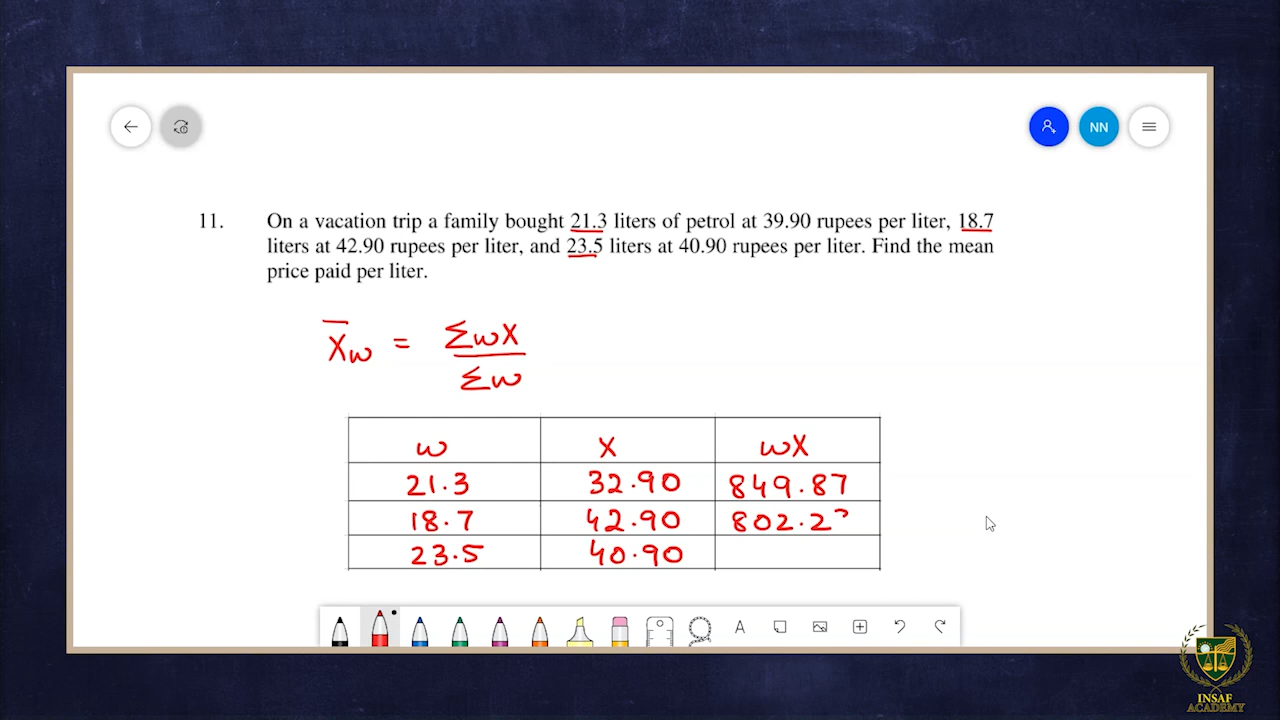 NN
11. On a vacation trip a family bought 21.3 liters of petrol at 39.90 rupees per liter, 18.7
liters at 42.90 rupees per liter, and 23.5 liters at 40.90 rupees per liter. Find the mean
price paid per liter.
X̄w = ΣwX / Σw
w X wX
21.3 32.90 849.87
18.7 42.90 802.2
23.5 40.90
A
INSAF
ACADEMY